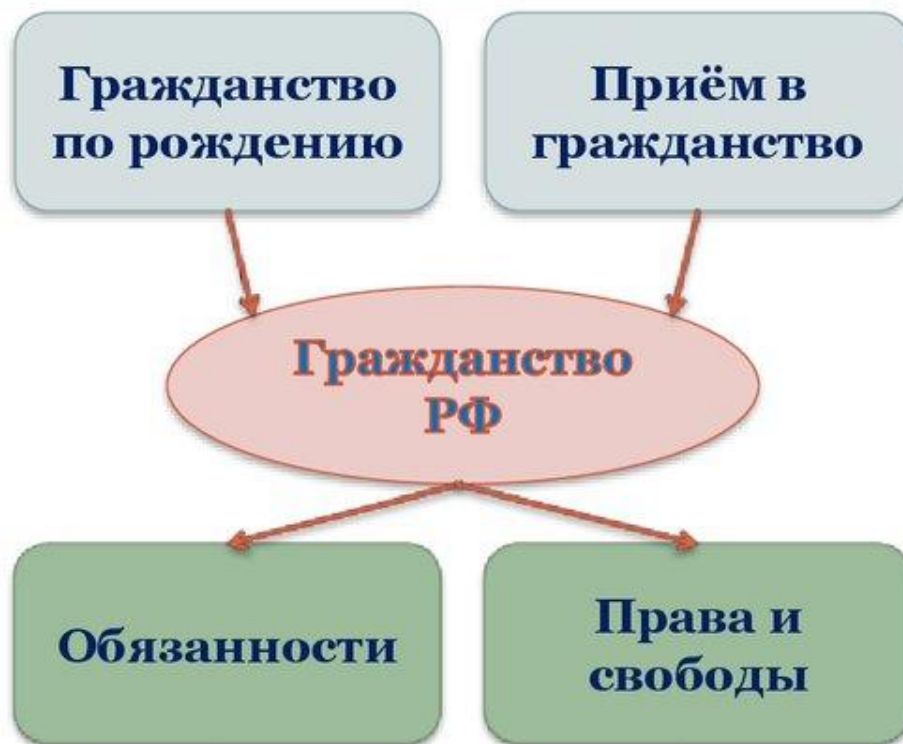 Гражданство
по рождению
Приём в
гражданство
Гражданство
РФ
Обязанности
Права и
свободы